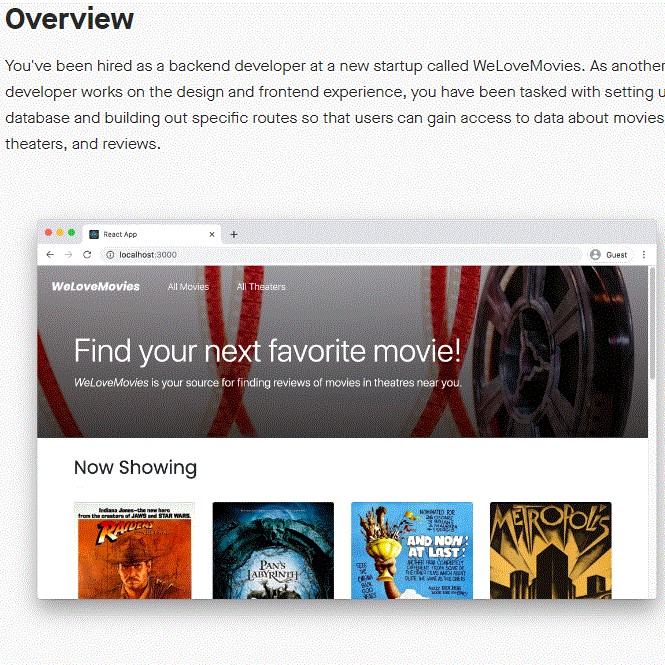 Overview
You've been hired as a backend developer at a new startup called WeLoveMovies. As another
developer works on the design and frontend experience, you have been tasked with setting u
database and building out specific routes so that users can gain access to data about movies
theaters, and reviews.
React App
localhost:3000
Guest
WeLoveMovies All Movies All Theaters
Find your next favorite movie!
WeLoveMovies is your source for finding reviews of movies in theatres near you.
Now Showing
Indiana Jones—the new hero
from the creators of JAWS and STAR WARS.
RAIDERS
PAN'S
LABYRINTH
NOMINATED FOR
AND NOW!
AT LAST!
METROPOLIS